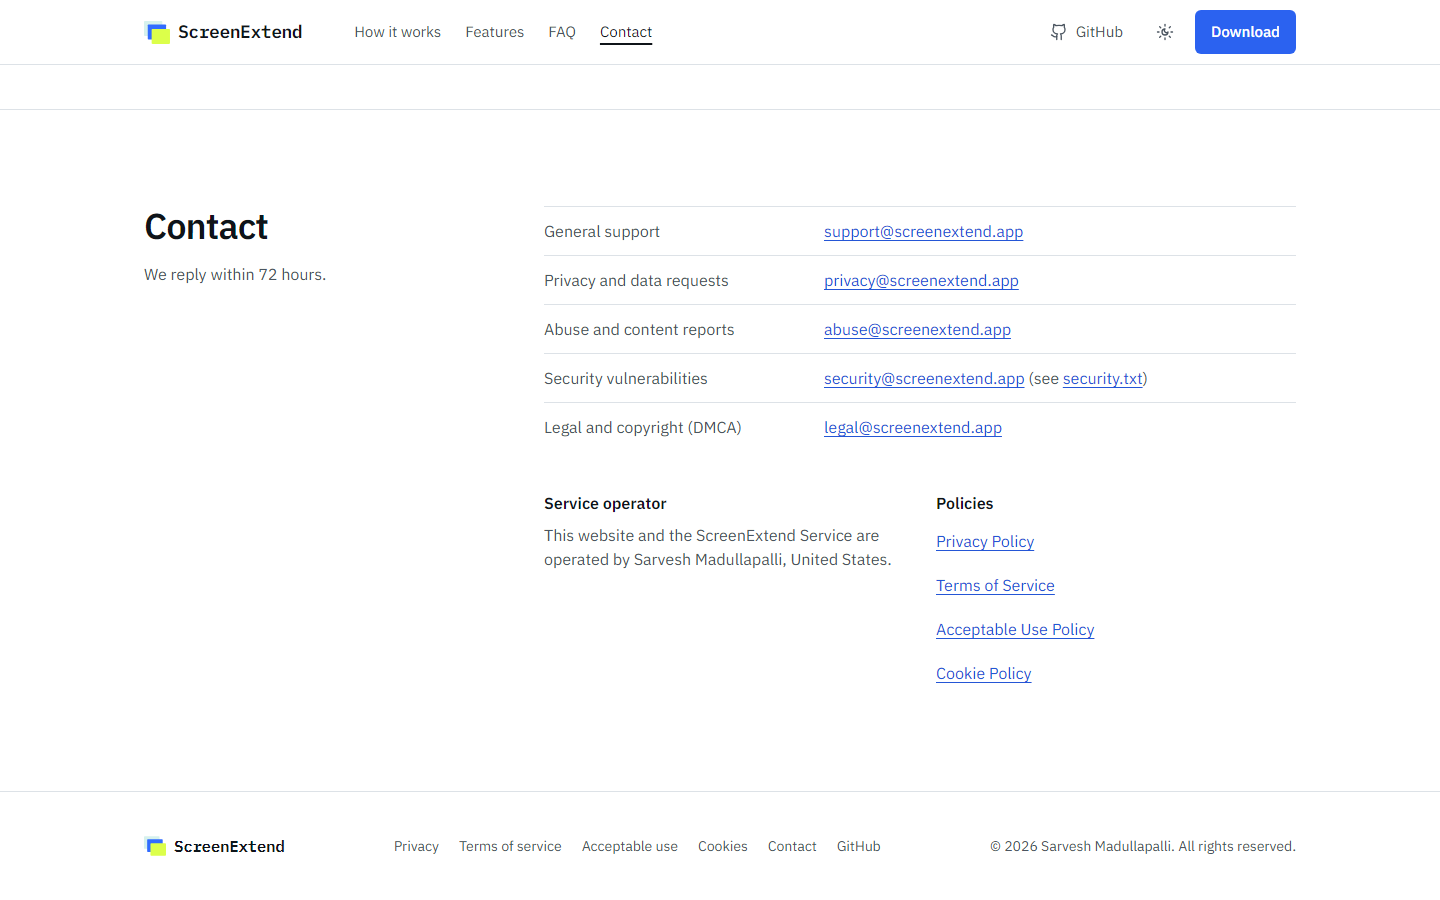 ScreenExtend
How it works Features FAQ Contact
GitHub
Download
Contact
We reply within 72 hours.
General support support@screenextend.app
Privacy and data requests privacy@screenextend.app
Abuse and content reports abuse@screenextend.app
Security vulnerabilities security@screenextend.app (see security.txt)
Legal and copyright (DMCA) legal@screenextend.app
Service operator
This website and the ScreenExtend Service are
operated by Sarvesh Madullapalli, United States.
Policies
Privacy Policy
Terms of Service
Acceptable Use Policy
Cookie Policy
ScreenExtend
Privacy Terms of service Acceptable use Cookies Contact GitHub
© 2026 Sarvesh Madullapalli. All rights reserved.